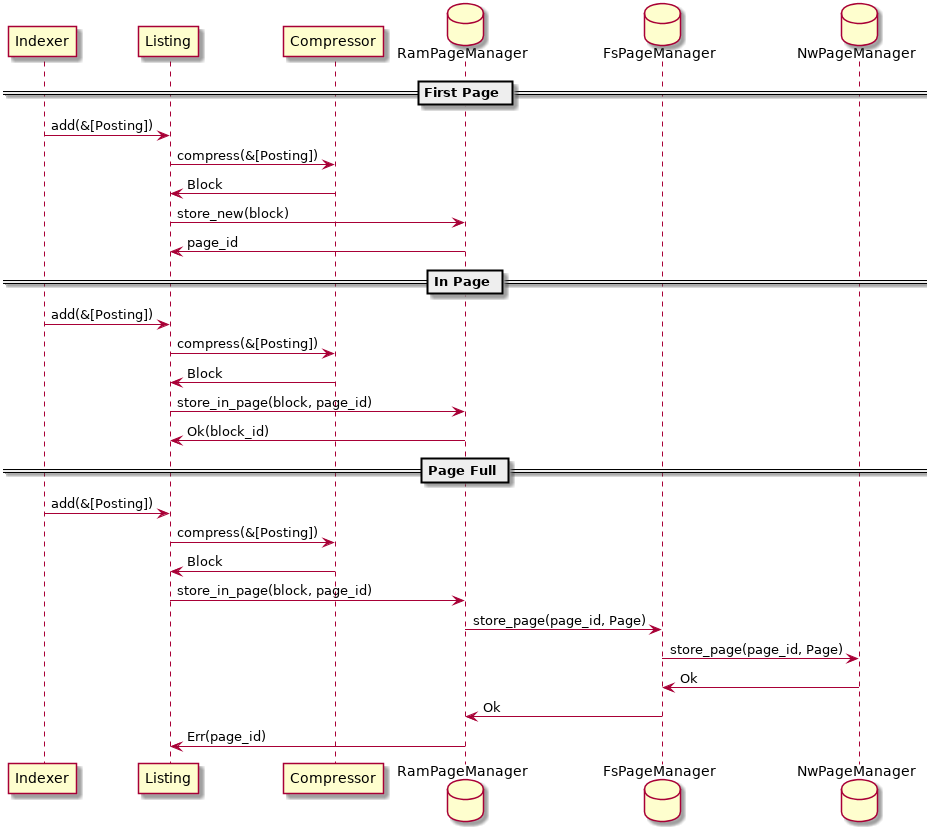 Indexer Listing Compressor RamPageManager FsPageManager NwPageManager
First Page
add(&[Posting])
compress(&[Posting])
Block
store_new(block)
page_id
In Page
add(&[Posting])
compress(&[Posting])
Block
store_in_page(block, page_id)
Ok(block_id)
Page Full
add(&[Posting])
compress(&[Posting])
Block
store_in_page(block, page_id)
store_page(page_id, Page)
store_page(page_id, Page)
Ok
Ok
Err(page_id)
Indexer Listing Compressor RamPageManager FsPageManager NwPageManager